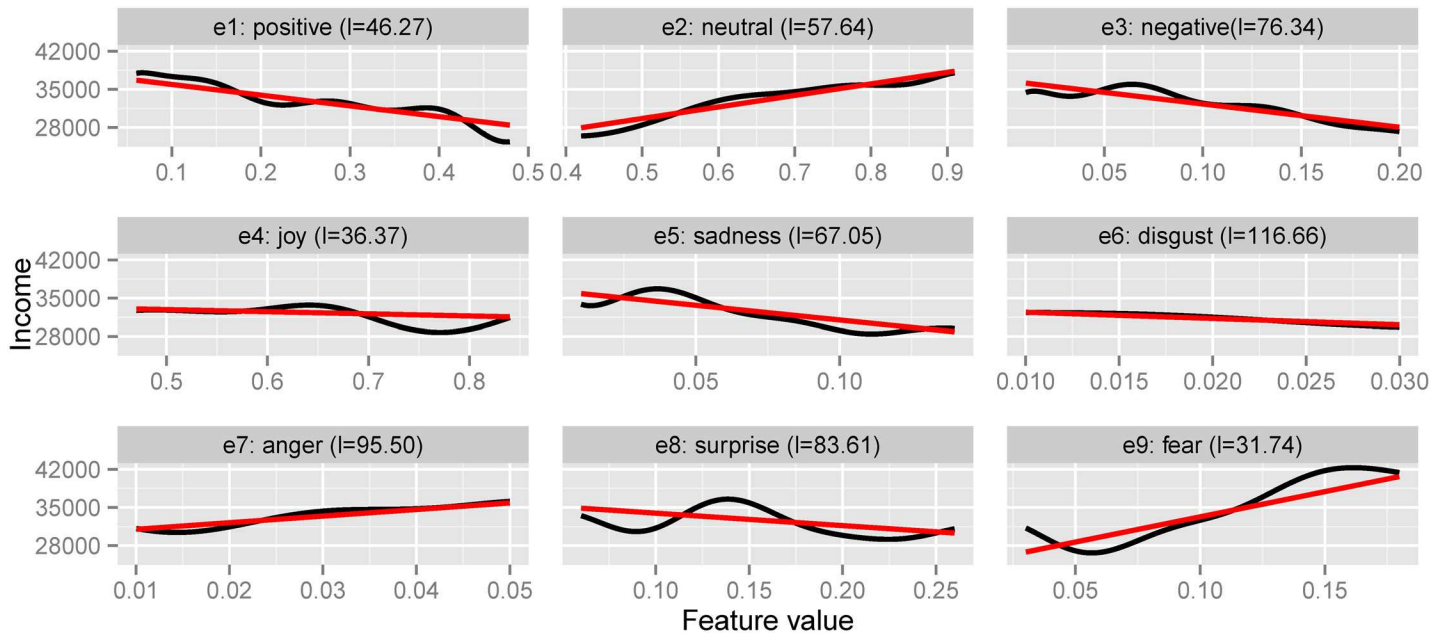 e1: positive (l=46.27) e2: neutral (l=57.64) e3: negative(l=76.34)
42000
35000
28000
0.1 0.2 0.3 0.4 0.5 0.4 0.5 0.6 0.7 0.8 0.9 0.05 0.10 0.15 0.20
e4: joy (l=36.37) e5: sadness (l=67.05) e6: disgust (l=116.66)
42000
35000
28000
Income
0.5 0.6 0.7 0.8 0.05 0.10 0.010 0.015 0.020 0.025 0.030
e7: anger (l=95.50) e8: surprise (l=83.61) e9: fear (l=31.74)
42000
35000
28000
0.01 0.02 0.03 0.04 0.05 0.10 0.15 0.20 0.25 0.05 0.10 0.15
Feature value